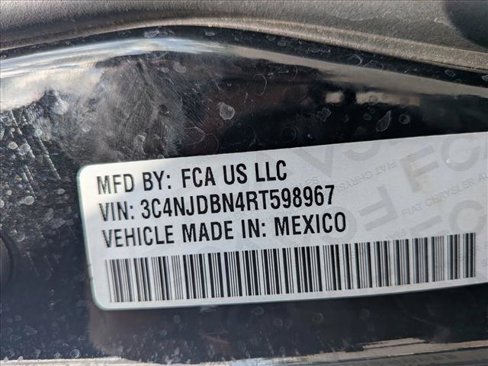 MFD BY: FCA US LLC
VIN: 3C4NJDBN4RT598967
VEHICLE MADE IN: MEXICO